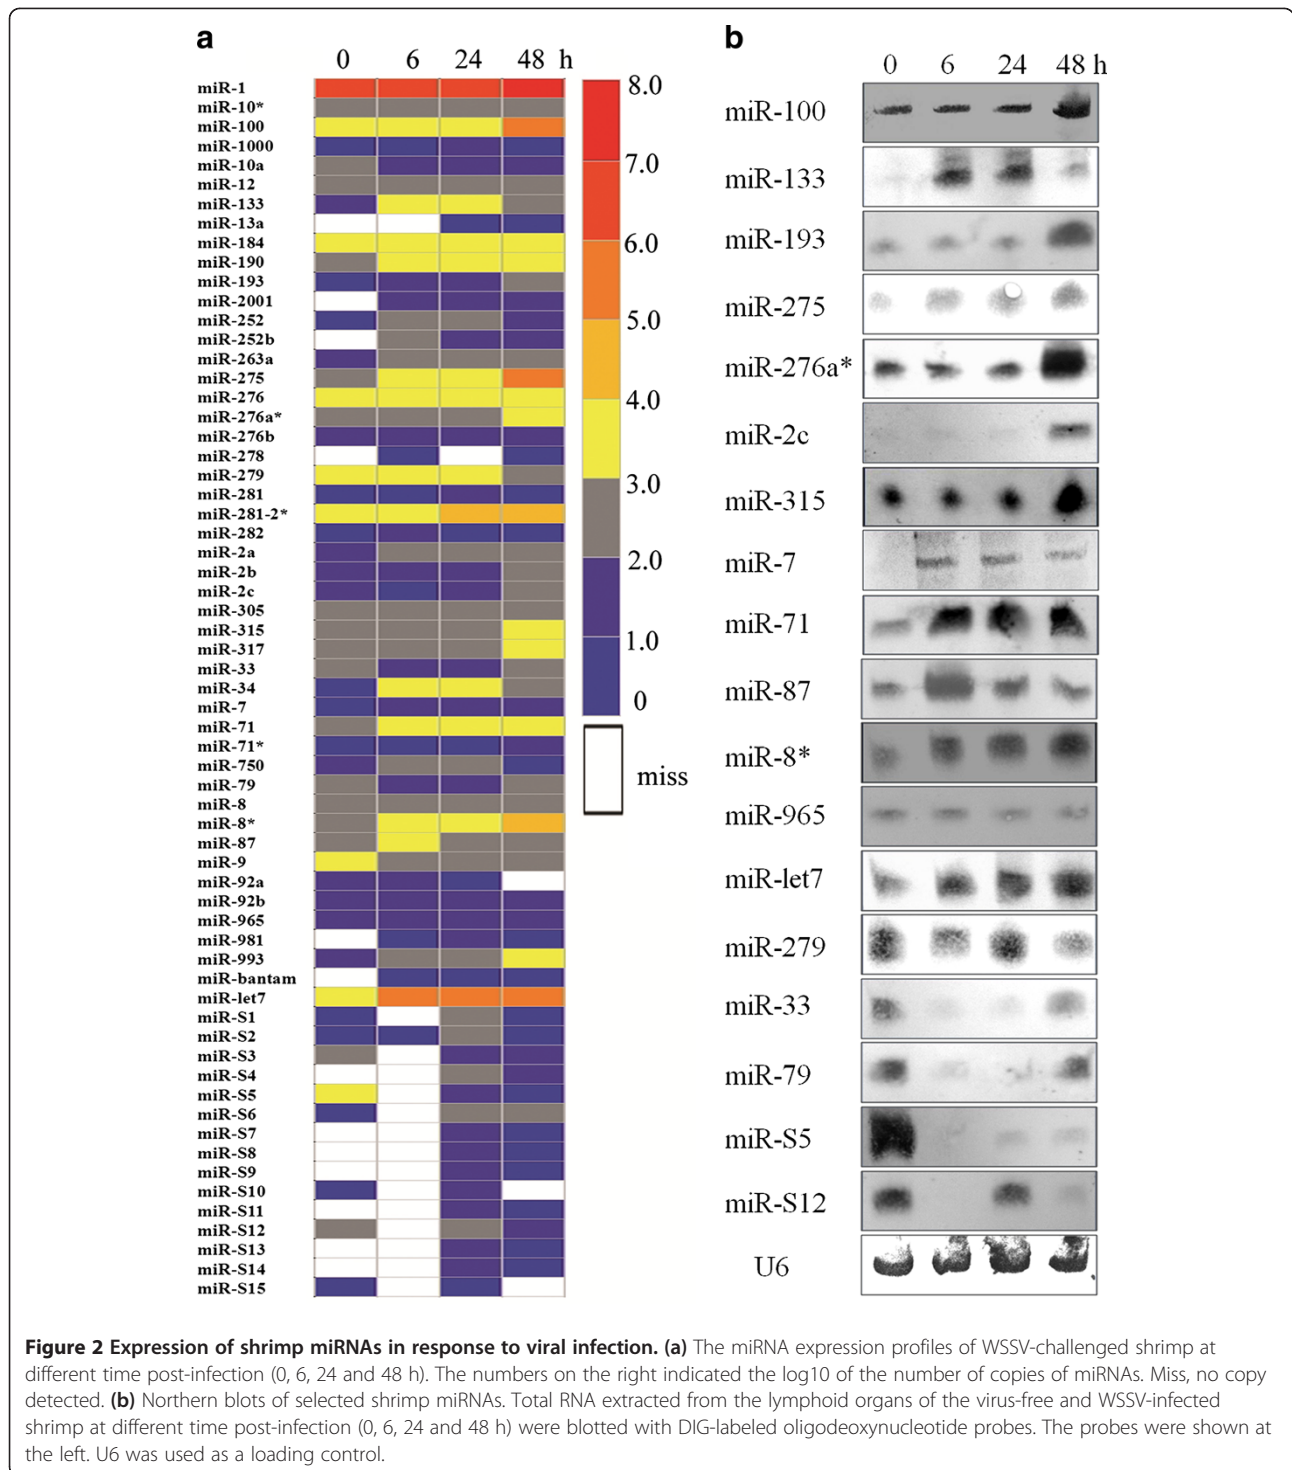 a
0 6 24 48 h
miR-1
miR-10*
miR-100
miR-1000
miR-10a
miR-12
miR-133
miR-13a
miR-184
miR-190
miR-193
miR-2001
miR-252
miR-252b
miR-263a
miR-275
miR-276
miR-276a*
miR-276b
miR-278
miR-279
miR-281
miR-281-2*
miR-282
miR-2a
miR-2b
miR-2c
miR-305
miR-315
miR-317
miR-33
miR-34
miR-7
miR-71
miR-71*
miR-750
miR-79
miR-8
miR-8*
miR-87
miR-9
miR-92a
miR-92b
miR-965
miR-981
miR-993
miR-bantam
miR-let7
miR-S1
miR-S2
miR-S3
miR-S4
miR-S5
miR-S6
miR-S7
miR-S8
miR-S9
miR-S10
miR-S11
miR-S12
miR-S13
miR-S14
miR-S15
8.0
7.0
6.0
5.0
4.0
3.0
2.0
1.0
0
miss
b
0 6 24 48 h
miR-100
miR-133
miR-193
miR-275
miR-276a*
miR-2c
miR-315
miR-7
miR-71
miR-87
miR-8*
miR-965
miR-let7
miR-279
miR-33
miR-79
miR-S5
miR-S12
U6
Figure 2 Expression of shrimp miRNAs in response to viral infection. (a) The miRNA expression profiles of WSSV-challenged shrimp at
different time post-infection (0, 6, 24 and 48 h). The numbers on the right indicated the log10 of the number of copies of miRNAs. Miss, no copy
detected. (b) Northern blots of selected shrimp miRNAs. Total RNA extracted from the lymphoid organs of the virus-free and WSSV-infected
shrimp at different time post-infection (0, 6, 24 and 48 h) were blotted with DIG-labeled oligodeoxynucleotide probes. The probes were shown at
the left. U6 was used as a loading control.